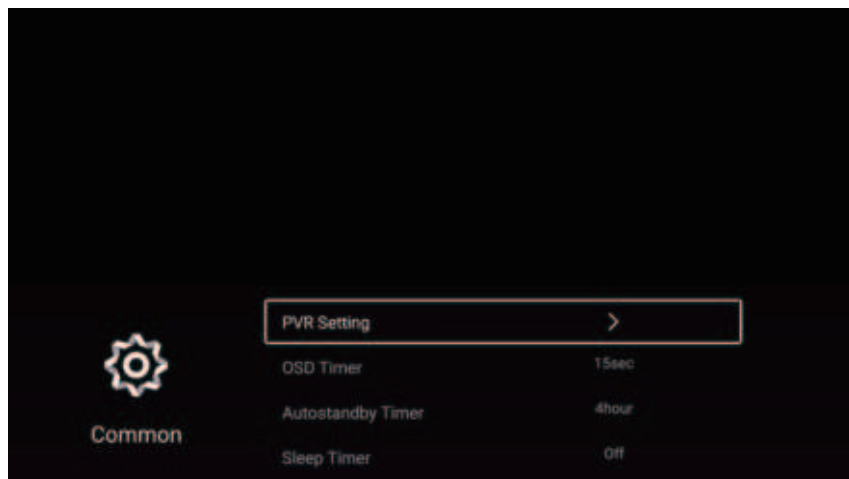 PVR Setting
OSD Timer 15sec
Autostandby Timer 4hour
Common
Sleep Timer Off